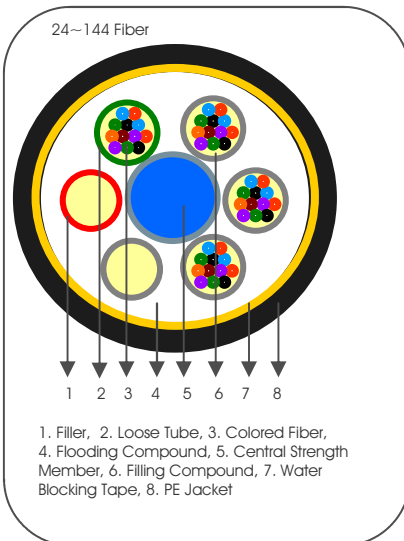 24~144 Fiber
1 2 3 4 5 6 7 8
1. Filler, 2. Loose Tube, 3. Colored Fiber,
4. Flooding Compound, 5. Central Strength
Member, 6. Filling Compound, 7. Water
Blocking Tape, 8. PE Jacket